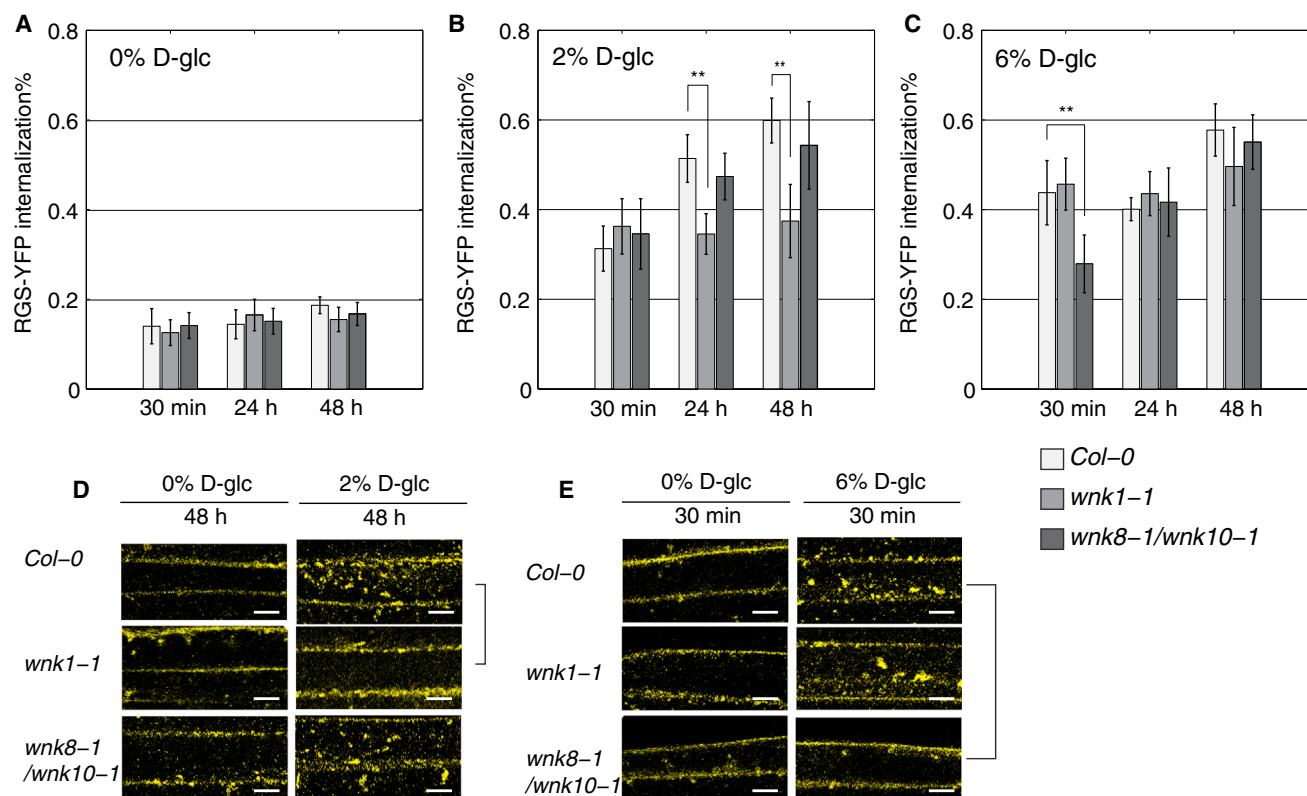 A
0% D-glc
RGS-YFP internalization%
0.8
0.6
0.4
0.2
0
30 min 24 h 48 h
B
2% D-glc
RGS-YFP internalization%
0.8
0.6
0.4
0.2
0
**
**
30 min 24 h 48 h
C
6% D-glc
RGS-YFP internalization%
0.8
0.6
0.4
0.2
0
**
30 min 24 h 48 h
Col–0
wnk1–1
wnk8–1/wnk10–1
D
0% D-glc 2% D-glc
48 h 48 h
Col–0
wnk1–1
wnk8–1
/wnk10–1
E
0% D-glc 6% D-glc
30 min 30 min
Col–0
wnk1–1
wnk8–1
/wnk10–1